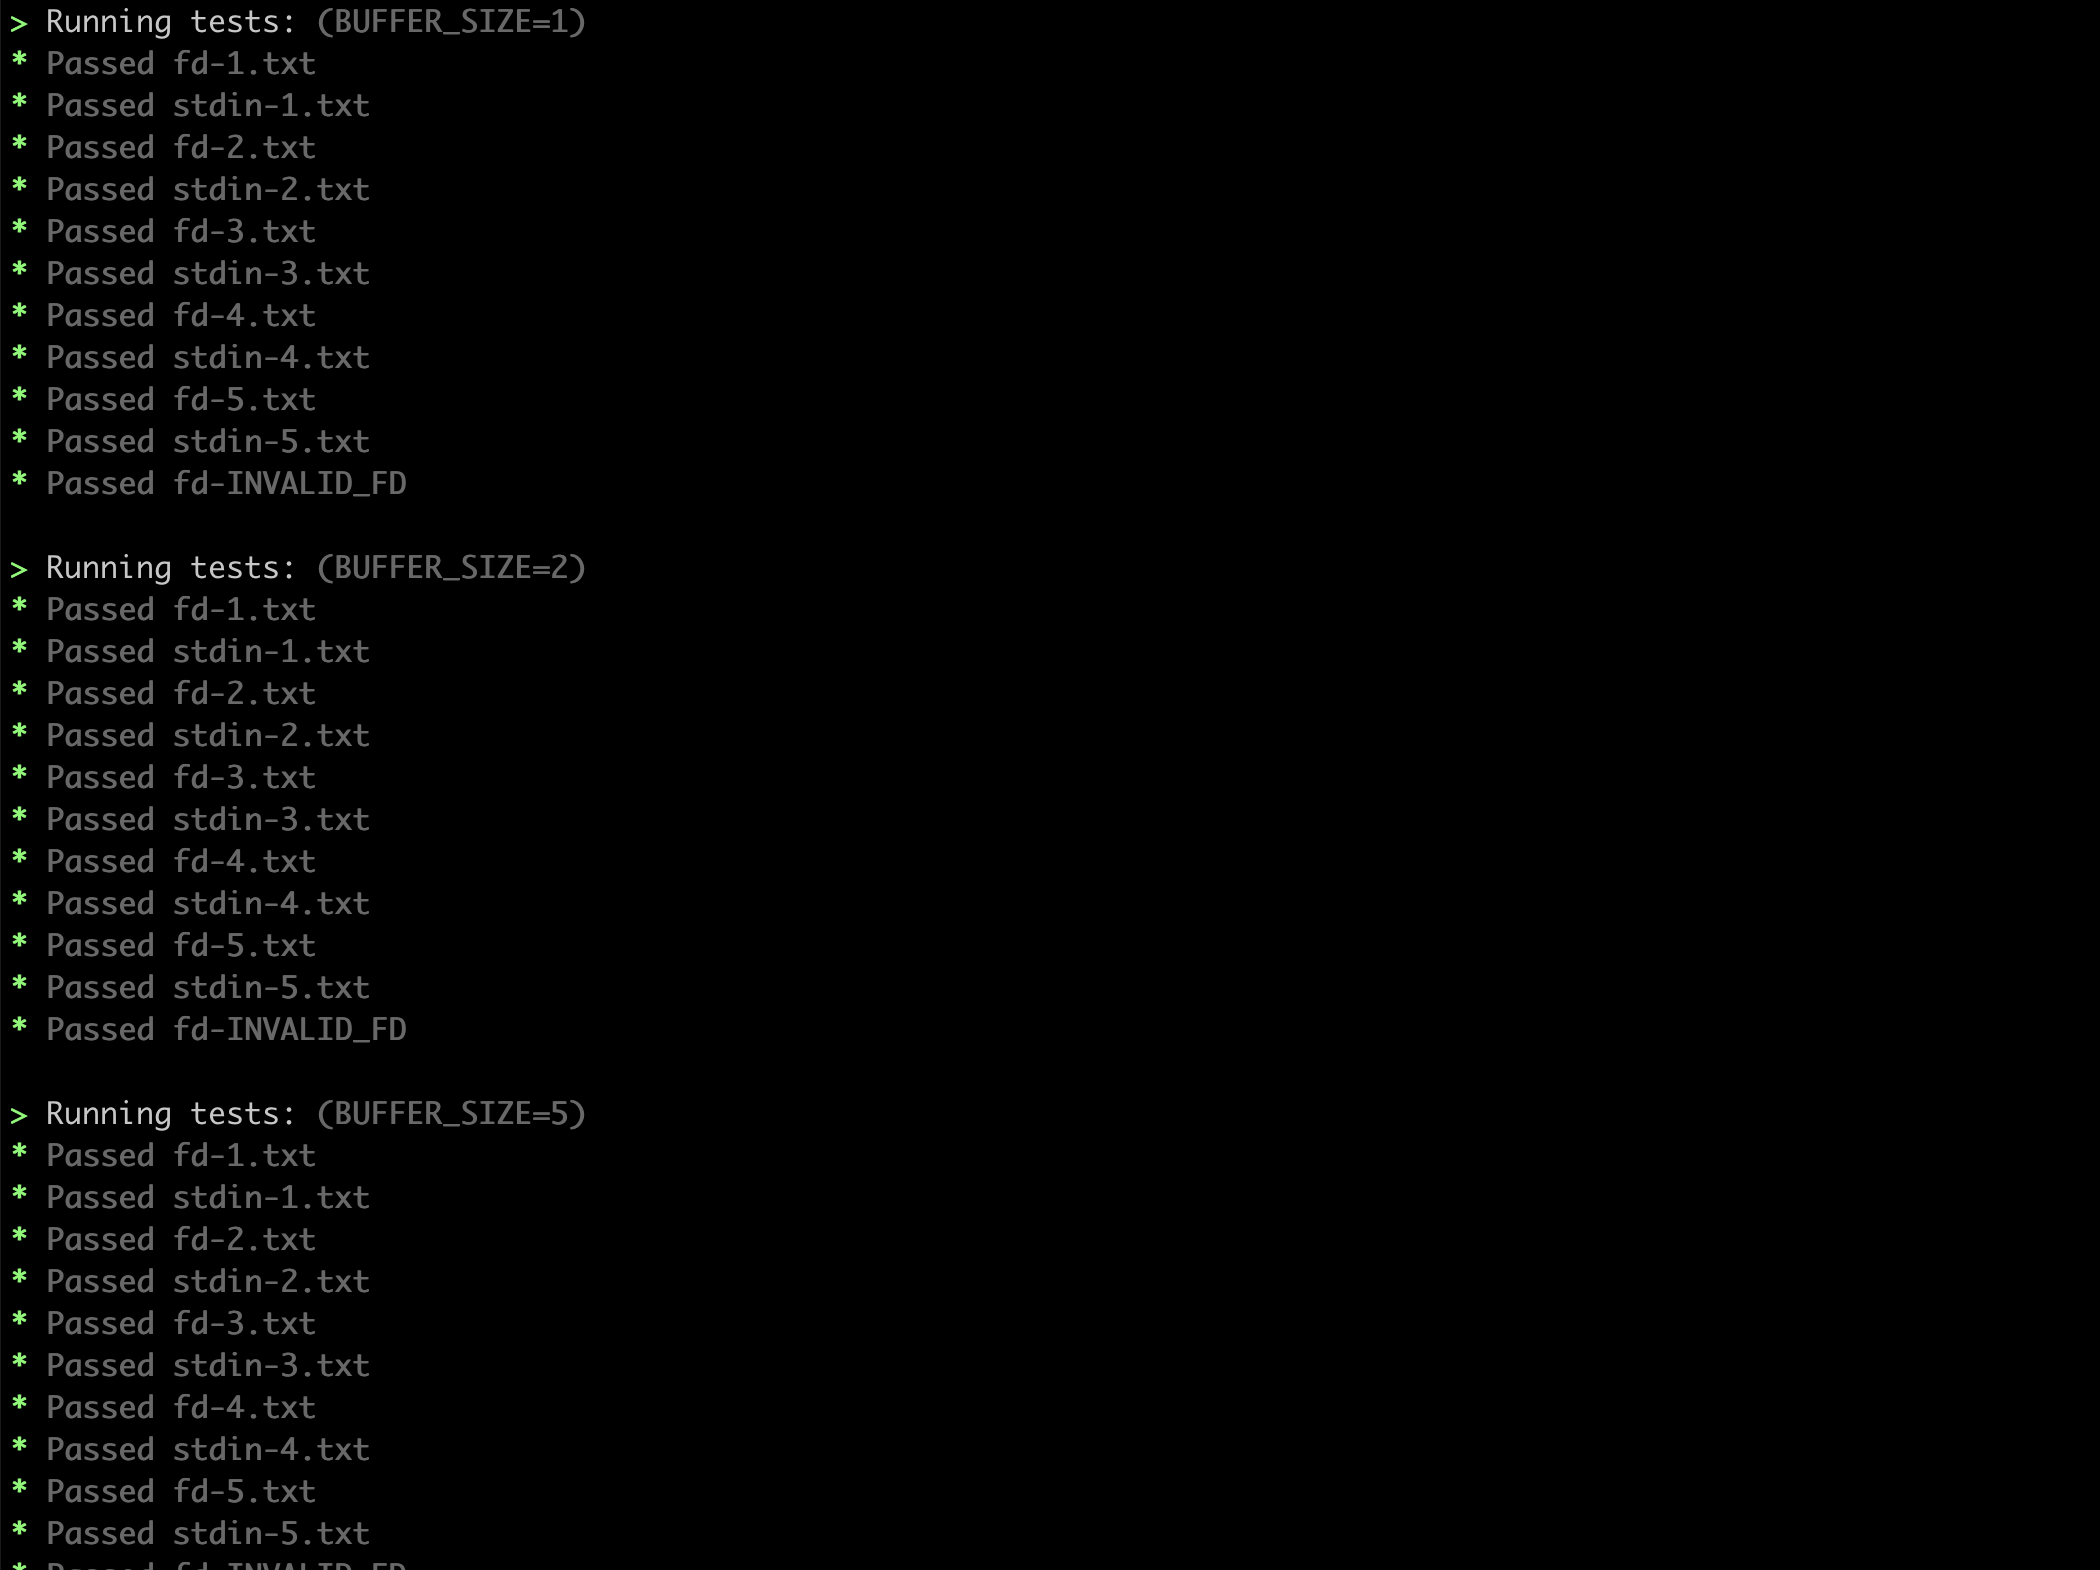 > Running tests: (BUFFER_SIZE=1)
* Passed fd-1.txt
* Passed stdin-1.txt
* Passed fd-2.txt
* Passed stdin-2.txt
* Passed fd-3.txt
* Passed stdin-3.txt
* Passed fd-4.txt
* Passed stdin-4.txt
* Passed fd-5.txt
* Passed stdin-5.txt
* Passed fd-INVALID_FD
> Running tests: (BUFFER_SIZE=2)
* Passed fd-1.txt
* Passed stdin-1.txt
* Passed fd-2.txt
* Passed stdin-2.txt
* Passed fd-3.txt
* Passed stdin-3.txt
* Passed fd-4.txt
* Passed stdin-4.txt
* Passed fd-5.txt
* Passed stdin-5.txt
* Passed fd-INVALID_FD
> Running tests: (BUFFER_SIZE=5)
* Passed fd-1.txt
* Passed stdin-1.txt
* Passed fd-2.txt
* Passed stdin-2.txt
* Passed fd-3.txt
* Passed stdin-3.txt
* Passed fd-4.txt
* Passed stdin-4.txt
* Passed fd-5.txt
* Passed stdin-5.txt
* Passed fd-INVALID_FD